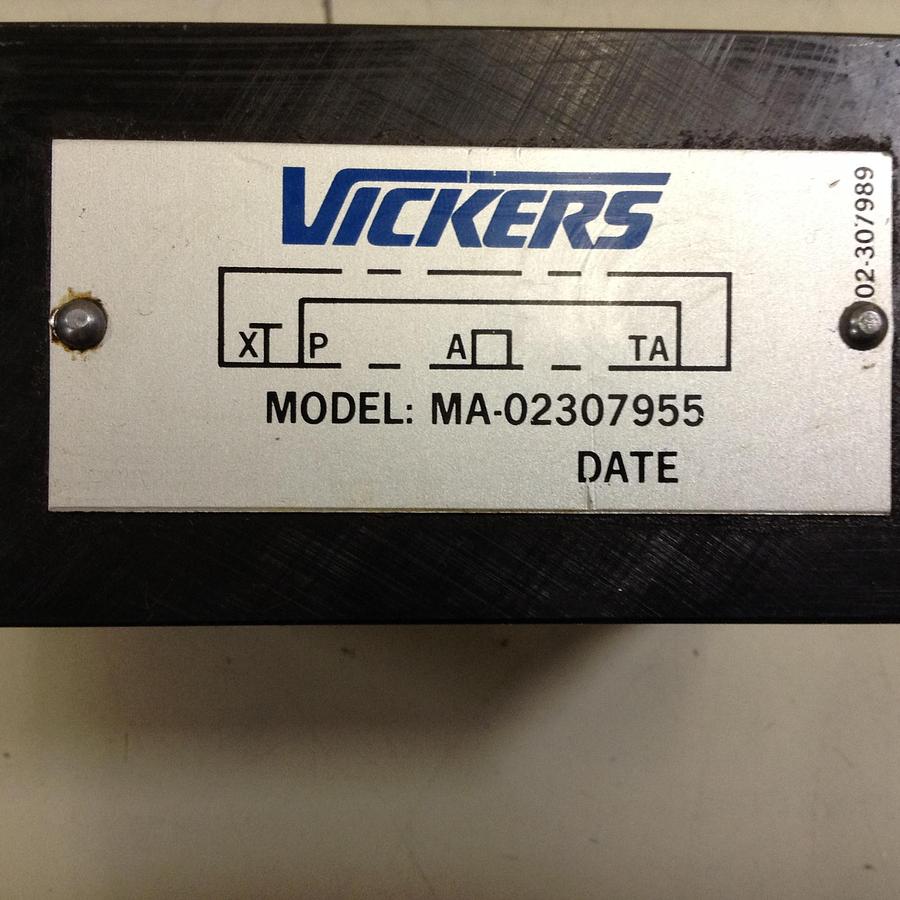 VICKERS
X P A TA
MODEL: MA-02307955
DATE
02-307989